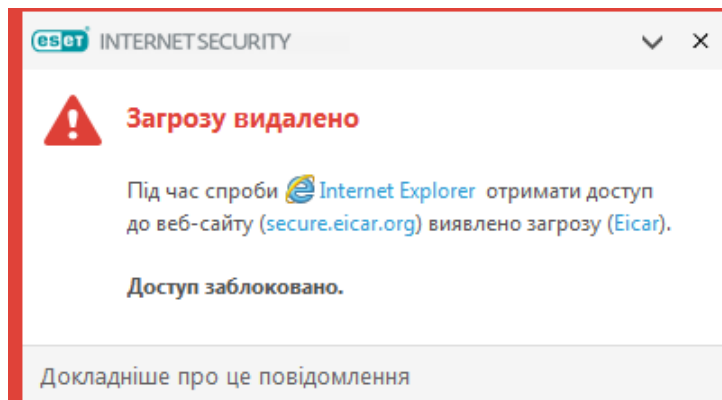 eset INTERNET SECURITY
Загрозу видалено
Під час спроби Internet Explorer отримати доступ
до веб-сайту (secure.eicar.org) виявлено загрозу (Eicar).
Доступ заблоковано.
Докладніше про це повідомлення